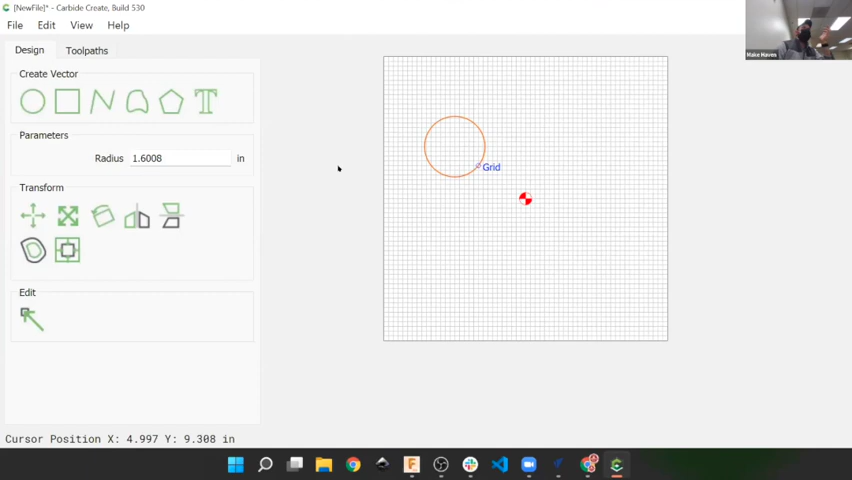 [NewFile]* - Carbide Create, Build 530
File Edit View Help
Make Haven
Design Toolpaths
Create Vector
T
Parameters
Radius 1.6008 in
Grid
Transform
Edit
Cursor Position X: 4.997 Y: 9.308 in